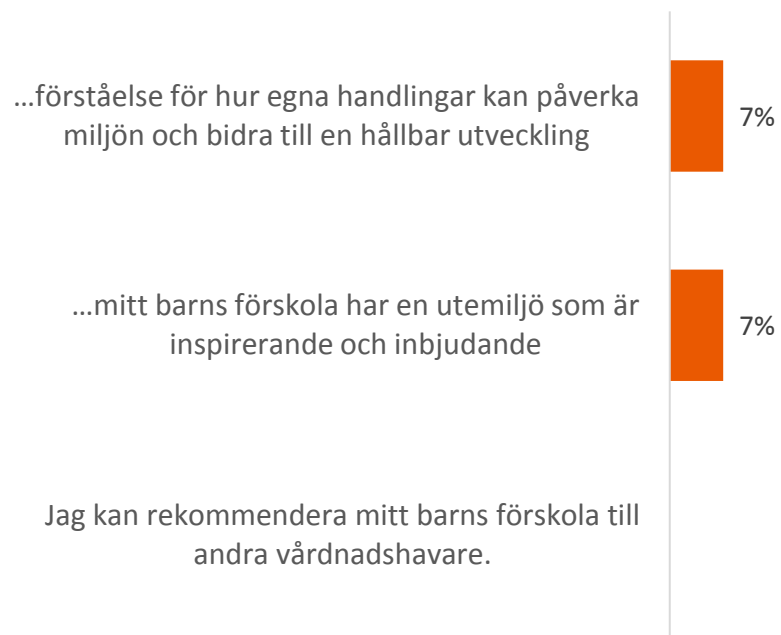 ...förståelse för hur egna handlingar kan påverka
miljön och bidra till en hållbar utveckling
7%
...mitt barns förskola har en utemiljö som är
inspirerande och inbjudande
7%
Jag kan rekommendera mitt barns förskola till
andra vårdnadshavare.